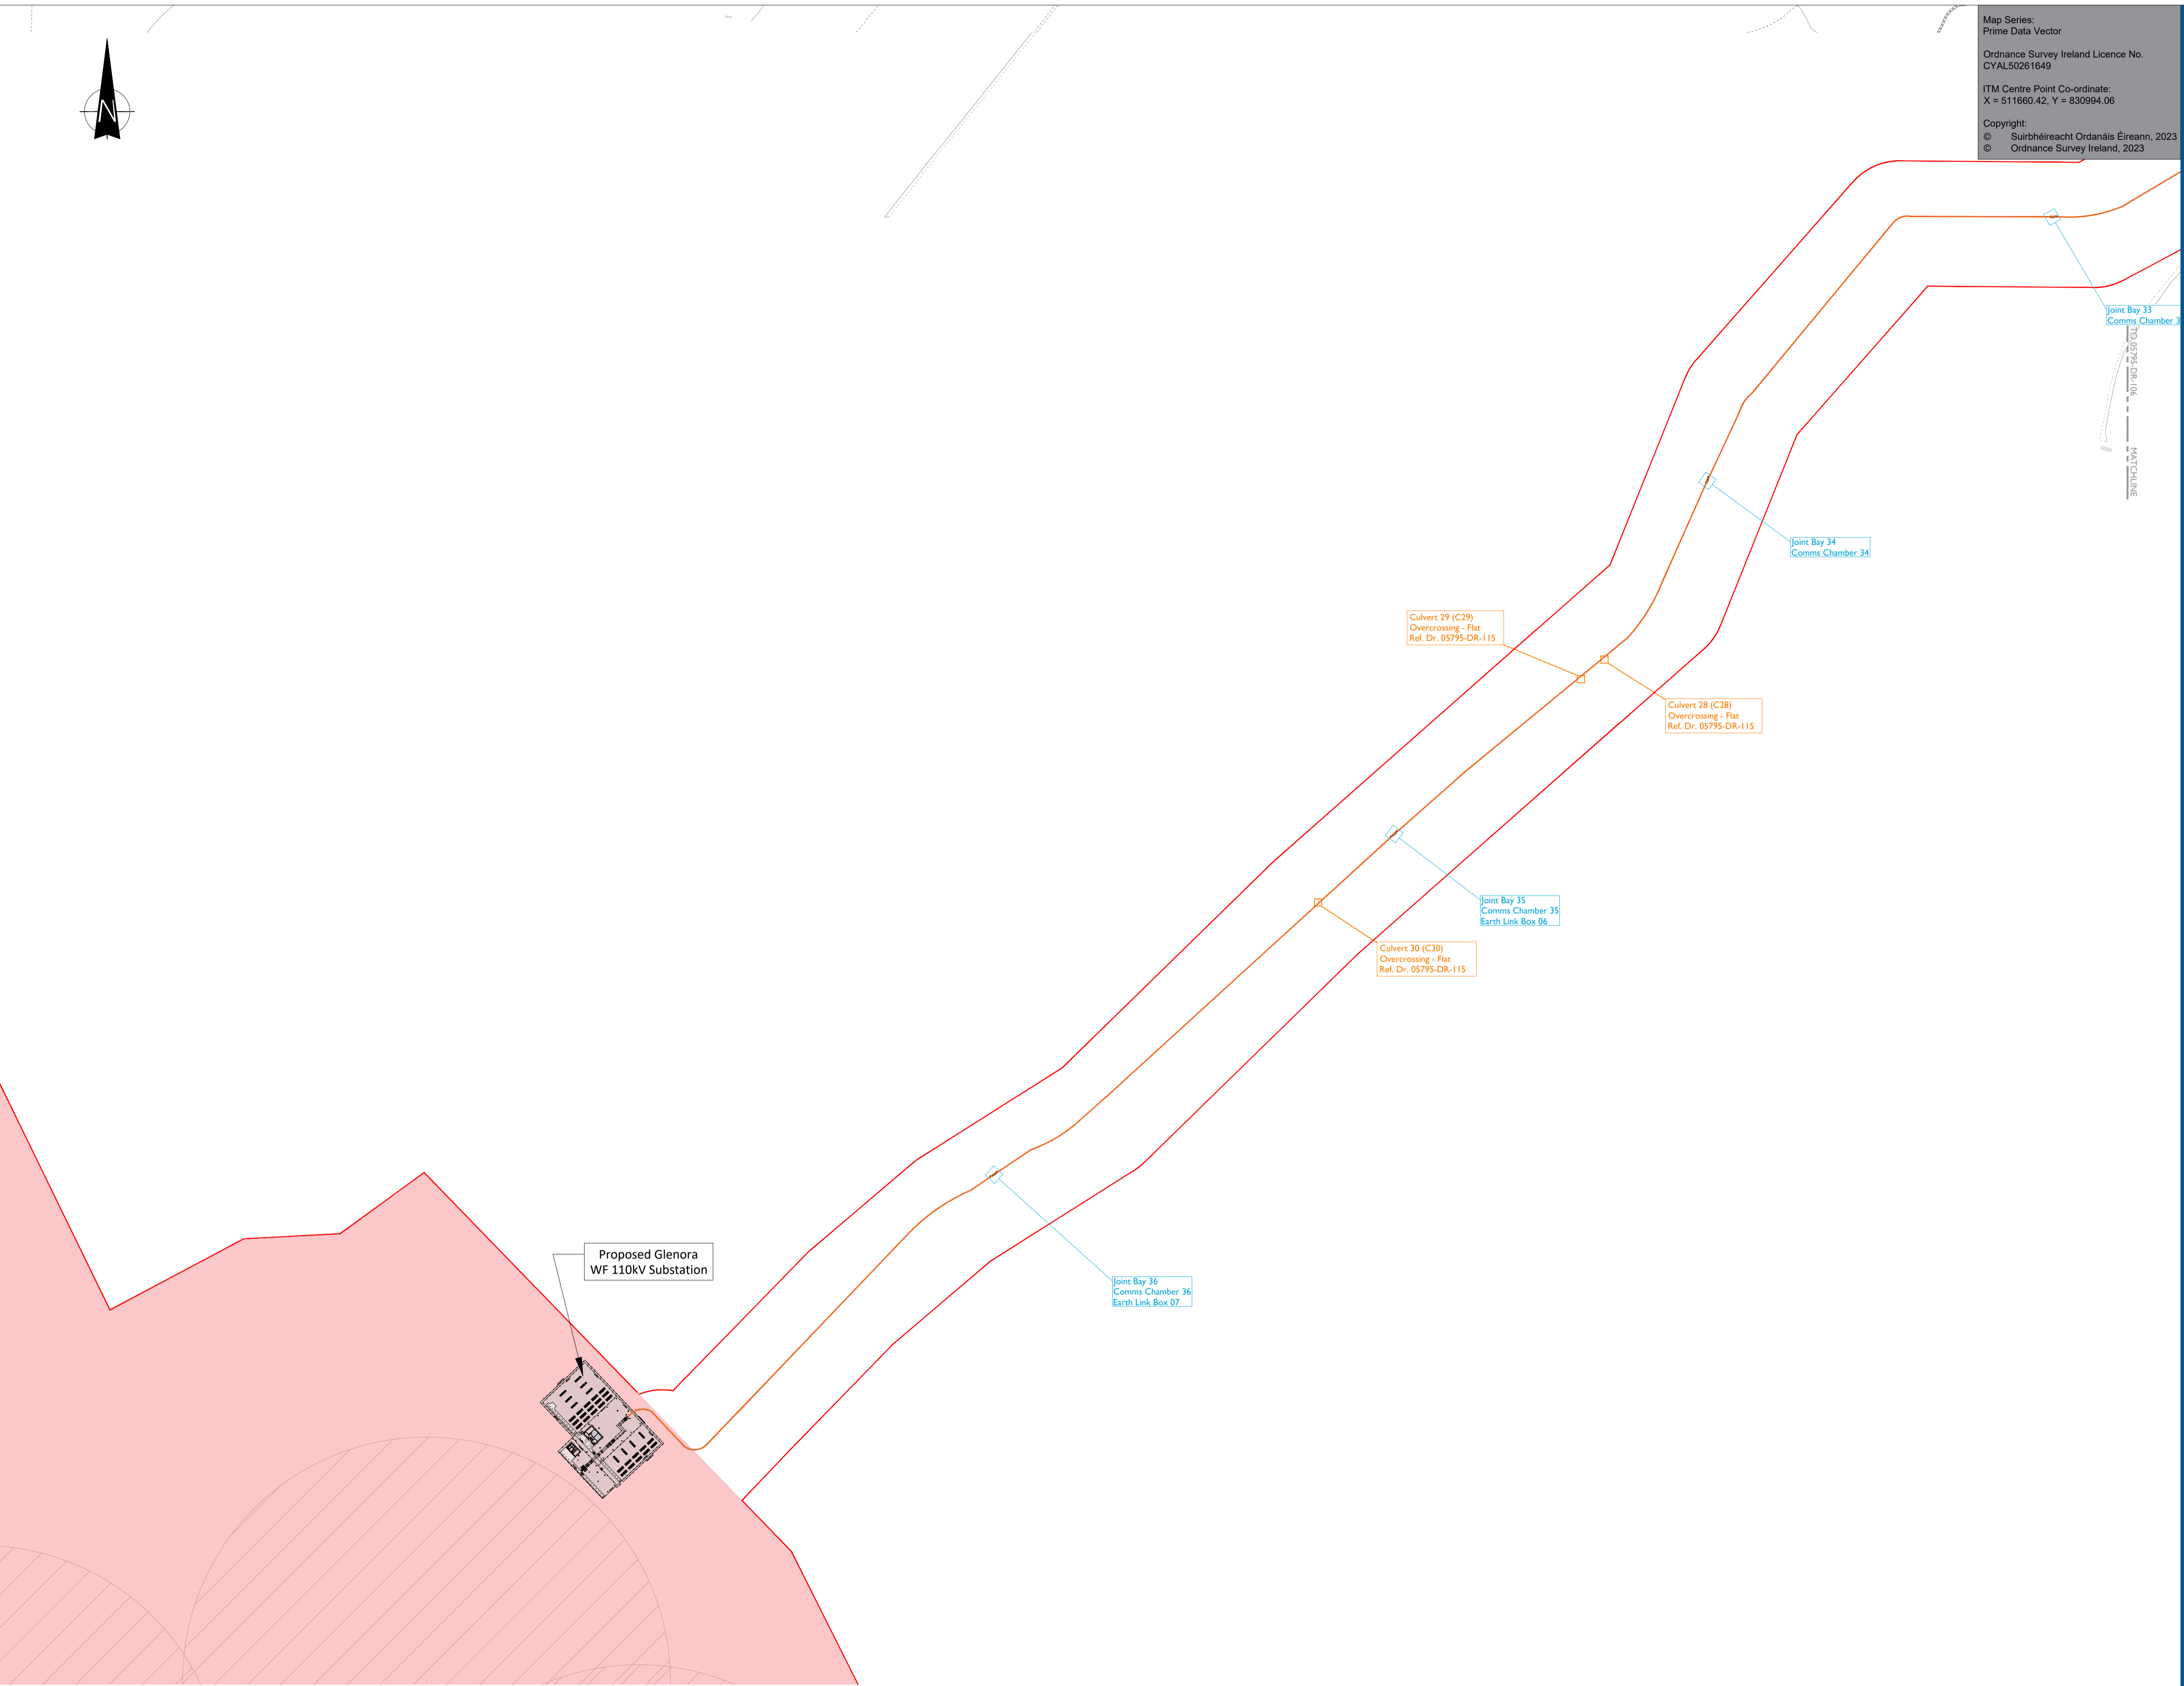 N
Map Series:
Prime Data Vector
Ordnance Survey Ireland Licence No.
CYAL50261649
ITM Centre Point Co-ordinate:
X = 511660.42, Y = 830994.06
Copyright:
© Suirbhéireacht Ordanáis Éireann, 2023
© Ordnance Survey Ireland, 2023
Joint Bay 33
Comms Chamber 3
TO 05795-DR-106
MATCHLINE
Joint Bay 34
Comms Chamber 34
Culvert 29 (C29)
Overcrossing - Flat
Ref. Dr. 05795-DR-115
Culvert 28 (C28)
Overcrossing - Flat
Ref. Dr. 05795-DR-115
Joint Bay 35
Comms Chamber 35
Earth Link Box 06
Culvert 30 (C30)
Overcrossing - Flat
Ref. Dr. 05795-DR-115
Proposed Glenora
WF 110kV Substation
Joint Bay 36
Comms Chamber 36
Earth Link Box 07